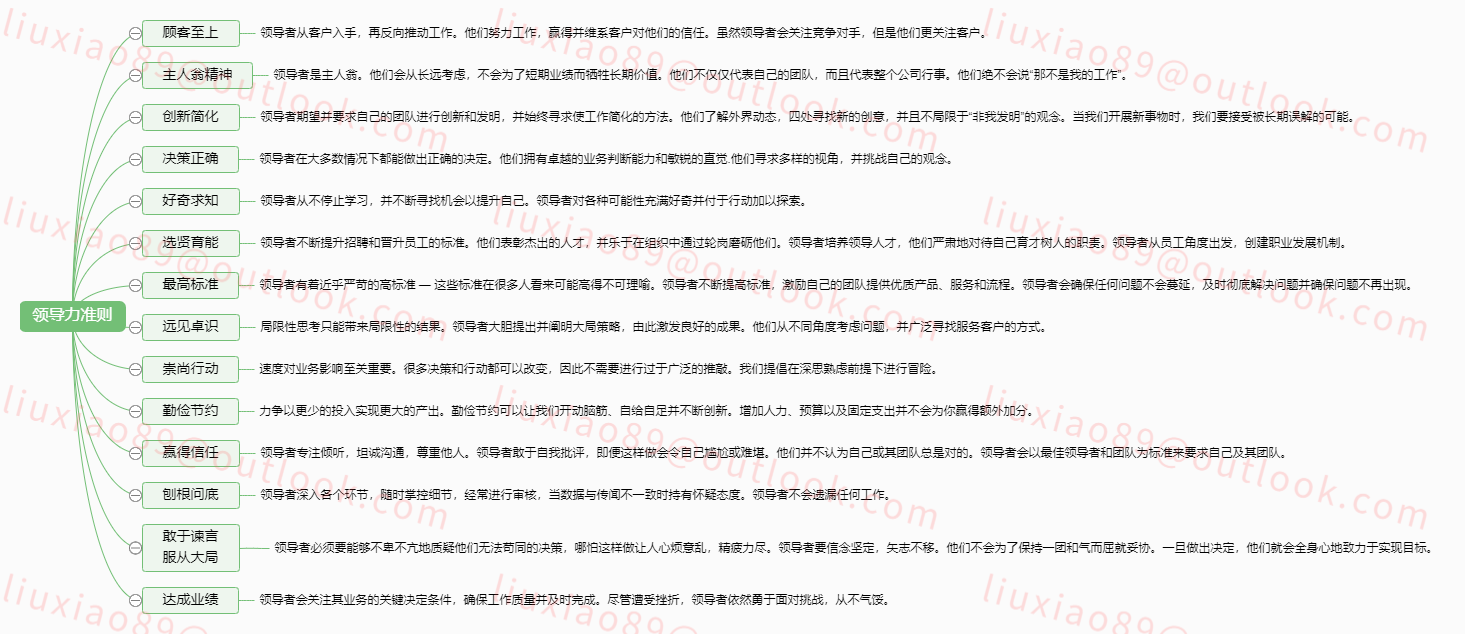 顾客至上 领导者从客户入手，再反向推动工作。他们努力工作，赢得并维系客户对他们的信任。虽然领导者会关注竞争对手，但是他们更关注客户。
主人翁精神 领导者是主人翁。他们会从长远考虑，不会为了短期业绩而牺牲长期价值。他们不仅仅代表自己的团队，而且代表整个公司行事。他们绝不会说“那不是我的工作”。
创新简化 领导者期望并要求自己的团队进行创新和发明，并始终寻求使工作简化的方法。他们了解外界动态，四处寻找新的创意，并且不局限于“非我发明”的观念。当我们开展新事物时，我们要接受被长期误解的可能。
决策正确 领导者在大多数情况下都能做出正确的决定。他们拥有卓越的业务判断能力和敏锐的直觉.他们寻求多样的视角，并挑战自己的观念。
好奇求知 领导者从不停止学习，并不断寻找机会以提升自己。领导者对各种可能性充满好奇并付于行动加以探索。
选贤育能 领导者不断提升招聘和晋升员工的标准。他们表彰杰出的人才，并乐于在组织中通过轮岗磨砺他们。领导者培养领导人才，他们严肃地对待自己育才树人的职责。领导者从员工角度出发，创建职业发展机制。
最高标准 领导者有着近乎严苛的高标准 — 这些标准在很多人看来可能高得不可理喻。领导者不断提高标准，激励自己的团队提供优质产品、服务和流程。领导者会确保任何问题不会蔓延，及时彻底解决问题并确保问题不再出现。
领导力准则
远见卓识 局限性思考只能带来局限性的结果。领导者大胆提出并阐明大局策略，由此激发良好的成果。他们从不同角度考虑问题，并广泛寻找服务客户的方式。
崇尚行动 速度对业务影响至关重要。很多决策和行动都可以改变，因此不需要进行过于广泛的推敲。我们提倡在深思熟虑前提下进行冒险。
勤俭节约 力争以更少的投入实现更大的产出。勤俭节约可以让我们开动脑筋、自给自足并不断创新。增加人力、预算以及固定支出并不会为你赢得额外加分。
赢得信任 领导者专注倾听，坦诚沟通，尊重他人。领导者敢于自我批评，即便这样做会令自己尴尬或难堪。他们并不认为自己或其团队总是对的。领导者会以最佳领导者和团队为标准来要求自己及其团队。
刨根问底 领导者深入各个环节，随时掌控细节，经常进行审核，当数据与传闻不一致时持有怀疑态度。领导者不会遗漏任何工作。
敢于谏言
服从大局 领导者必须要能够不卑不亢地质疑他们无法苟同的决策，哪怕这样做让人心烦意乱，精疲力尽。领导者要信念坚定，矢志不移。他们不会为了保持一团和气而屈就妥协。一旦做出决定，他们就会全身心地致力于实现目标。
达成业绩 领导者会关注其业务的关键决定条件，确保工作质量并及时完成。尽管遭受挫折，领导者依然勇于面对挑战，从不气馁。
liuxiao89@outlook.com
liuxiao89@outlook.com
liuxiao89@outlook.com
liuxiao89@outlook.com
liuxiao89@outlook.com
liuxiao89@outlook.com
liuxiao89@outlook.com
liuxiao89@outlook.com
liuxiao89@outlook.com
liuxiao89@
liuxiao89@
liuxiao89@